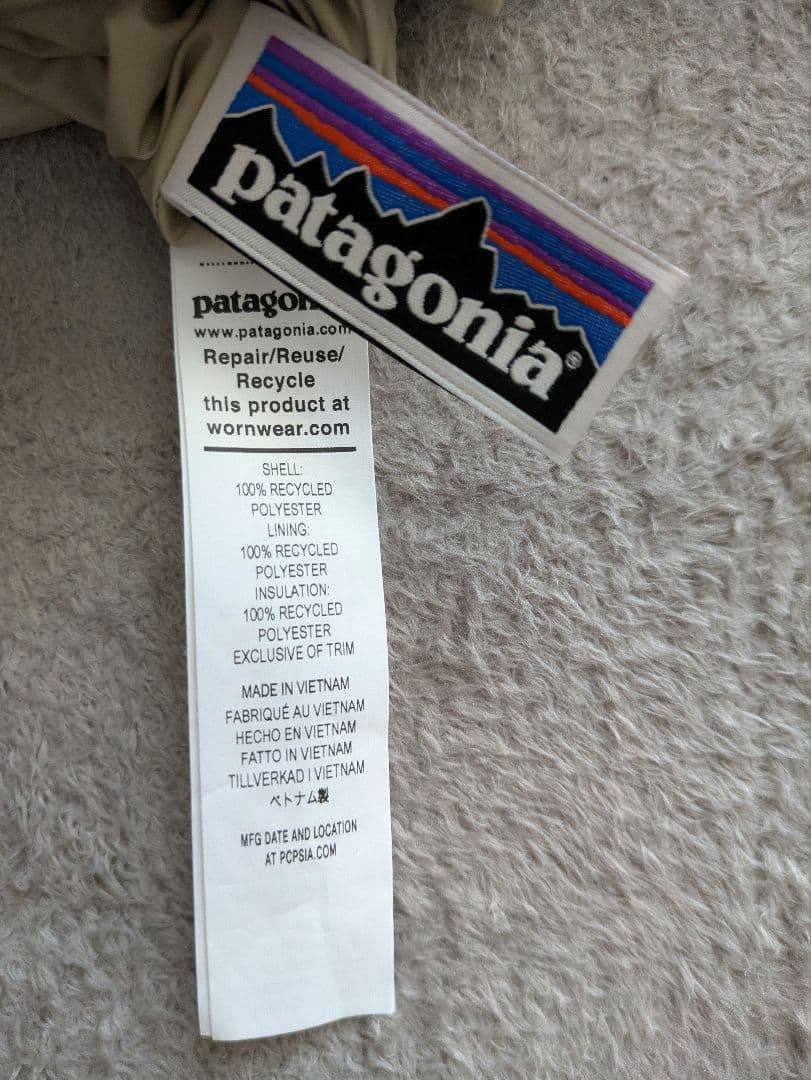 patagonia®
patagon
www.patagonia.com
Repair/Reuse/
Recycle
this product at
wornwear.com
SHELL:
100% RECYCLED
POLYESTER
LINING:
100% RECYCLED
POLYESTER
INSULATION:
100% RECYCLED
POLYESTER
EXCLUSIVE OF TRIM
MADE IN VIETNAM
FABRIQUÉ AU VIETNAM
HECHO EN VIETNAM
FATTO IN VIETNAM
TILLVERKAD I VIETNAM
ベトナム製
MFG DATE AND LOCATION
AT PCPSIA.COM